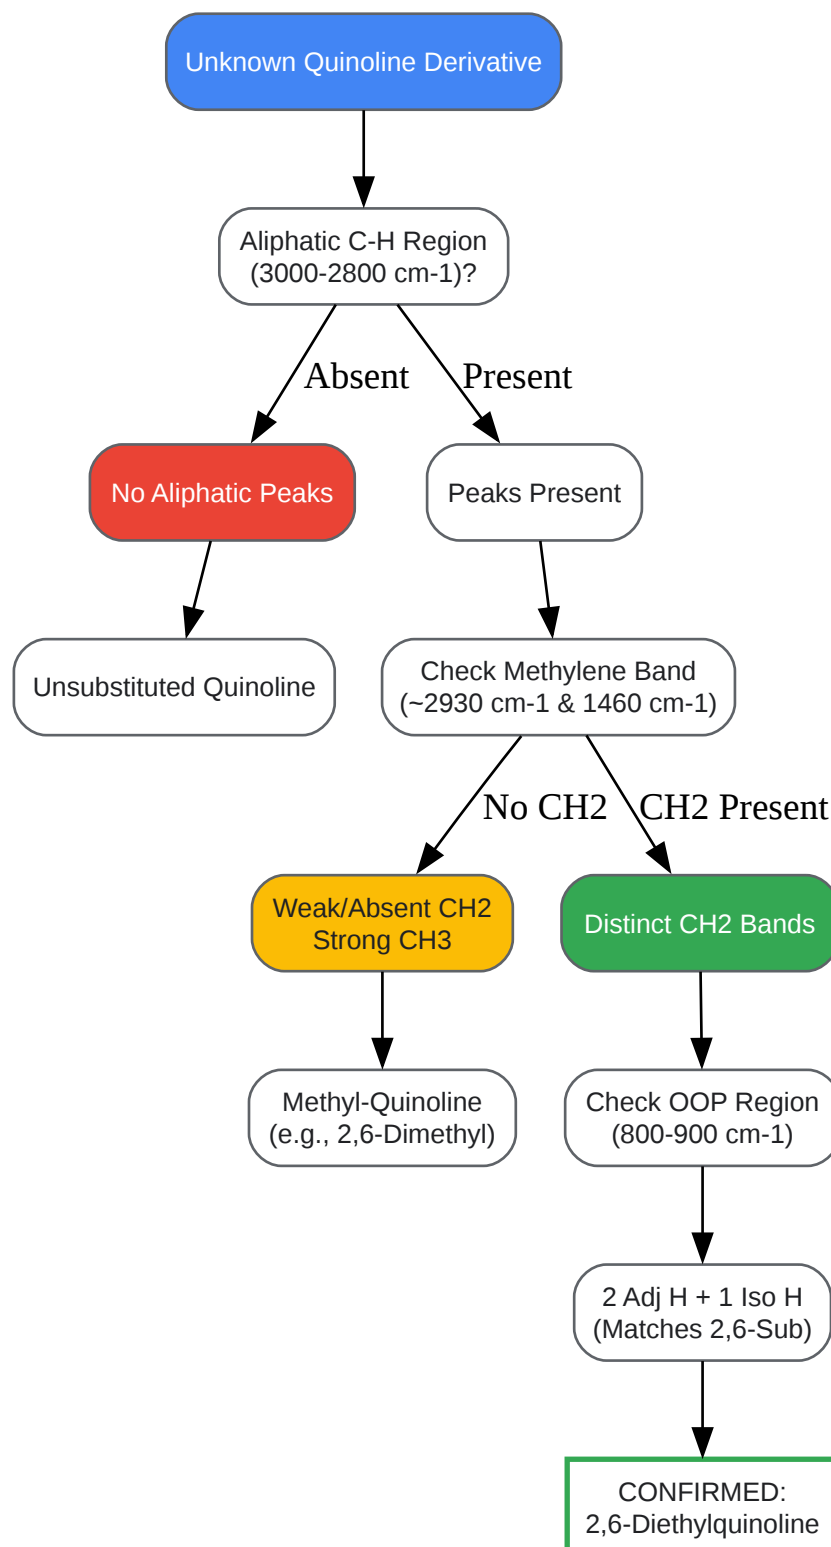 Unknown Quinoline Derivative
Aliphatic C-H Region
(3000-2800 cm-1)?
Absent
Present
No Aliphatic Peaks
Peaks Present
Unsubstituted Quinoline
Check Methylene Band
(~2930 cm-1 & 1460 cm-1)
No CH2
CH2 Present
Weak/Absent CH2
Strong CH3
Distinct CH2 Bands
Methyl-Quinoline
(e.g., 2,6-Dimethyl)
Check OOP Region
(800-900 cm-1)
2 Adj H + 1 Iso H
(Matches 2,6-Sub)
CONFIRMED:
2,6-Diethylquinoline